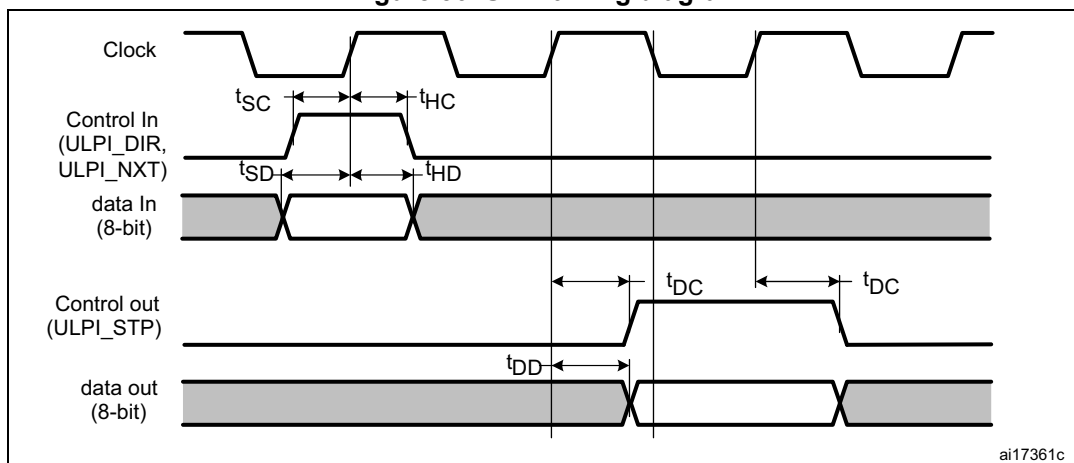 Clock
tSC
tHC
Control In
(ULPI_DIR,
ULPI_NXT)
tSD
tHD
data In
(8-bit)
tDC
tDC
Control out
(ULPI_STP)
tDD
data out
(8-bit)
ai17361c